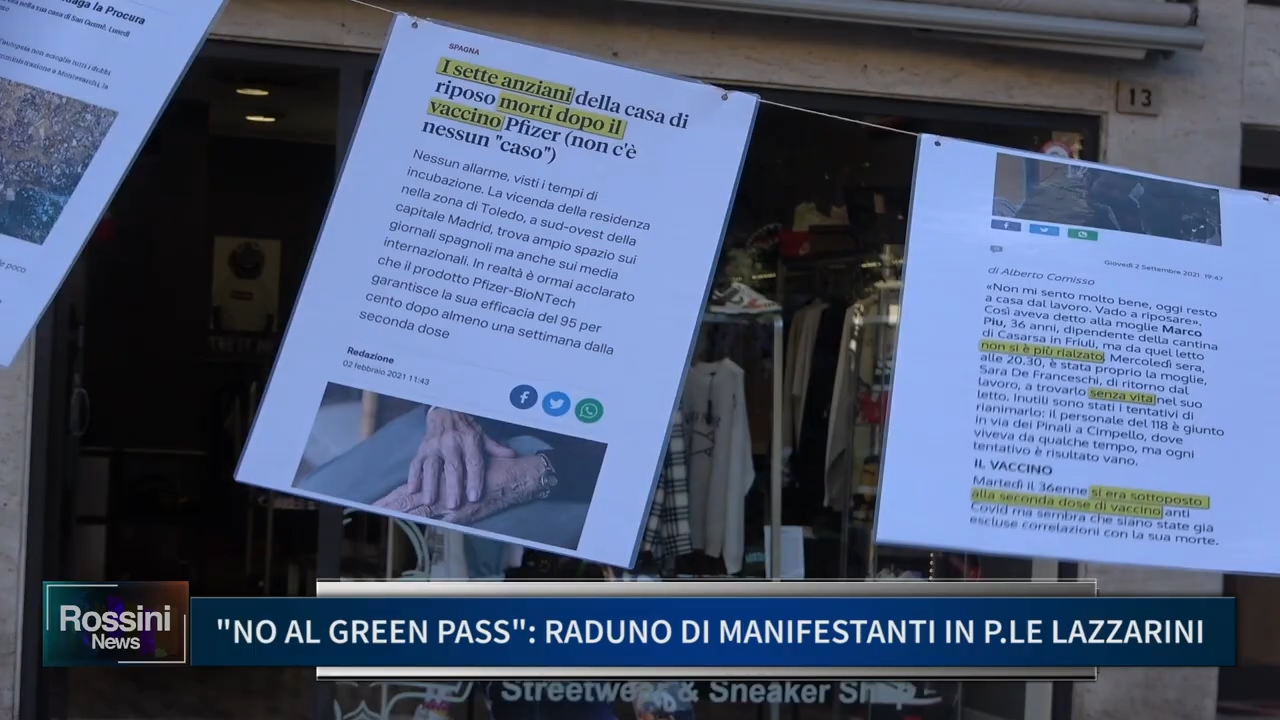 raga la Procura
SPAGNA
I sette anziani della casa di
riposo morti dopo il
vaccino Pfizer (non c'è
nessun "caso")
Nessun allarme, visti i tempi di
incubazione. La vicenda della residenza
nella zona di Toledo, a sud-ovest della
capitale Madrid, trova ampio spazio sui
giornali spagnoli ma anche sui media
internazionali. In realtà è ormai acclarato
che il prodotto Pfizer-BioNTech
garantisce la sua efficacia del 95 per
cento dopo almeno una settimana dalla
seconda dose
Redazione
02 febbraio 2021 11:43
13
Giovedì 2 Settembre 2021 19:47
di Alberto Comisso
«Non mi sento molto bene, oggi resto
a casa dal lavoro. Vado a riposare».
Così aveva detto alla moglie Marco
Piu, 36 anni, dipendente della cantina
di Casarsa in Friuli, ma da quel letto
non si è più rialzato. Mercoledì sera,
alle 20.30, è stata proprio la moglie,
Sara De Franceschi, di ritorno dal
lavoro, a trovarlo senza vita nel suo
letto. Inutili sono stati i tentativi di
rianimarlo: il personale del 118 è giunto
in via dei Pinali a Cimpello, dove
viveva da qualche tempo, ma ogni
tentativo è risultato vano.
IL VACCINO
Martedì il 36enne si era sottoposto
alla seconda dose di vaccino anti
Covid ma sembra che siano state già
escluse correlazioni con la sua morte.
Rossini
News
"NO AL GREEN PASS": RADUNO DI MANIFESTANTI IN P.LE LAZZARINI
Streetwear & Sneaker Shop